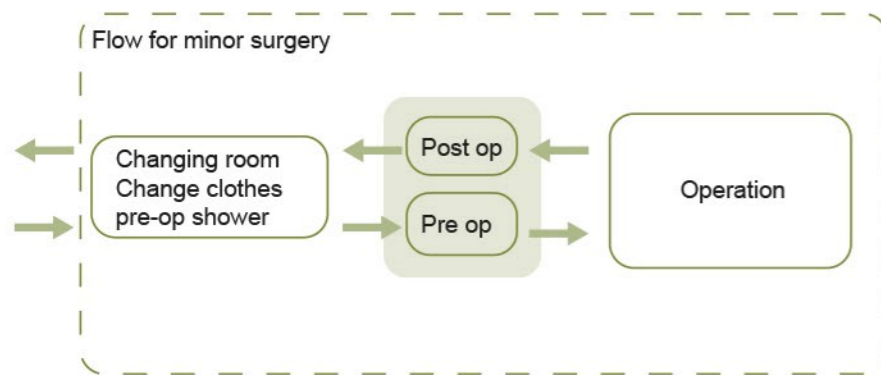 Flow for minor surgery
Changing room
Change clothes
pre-op shower
Post op
Pre op
Operation